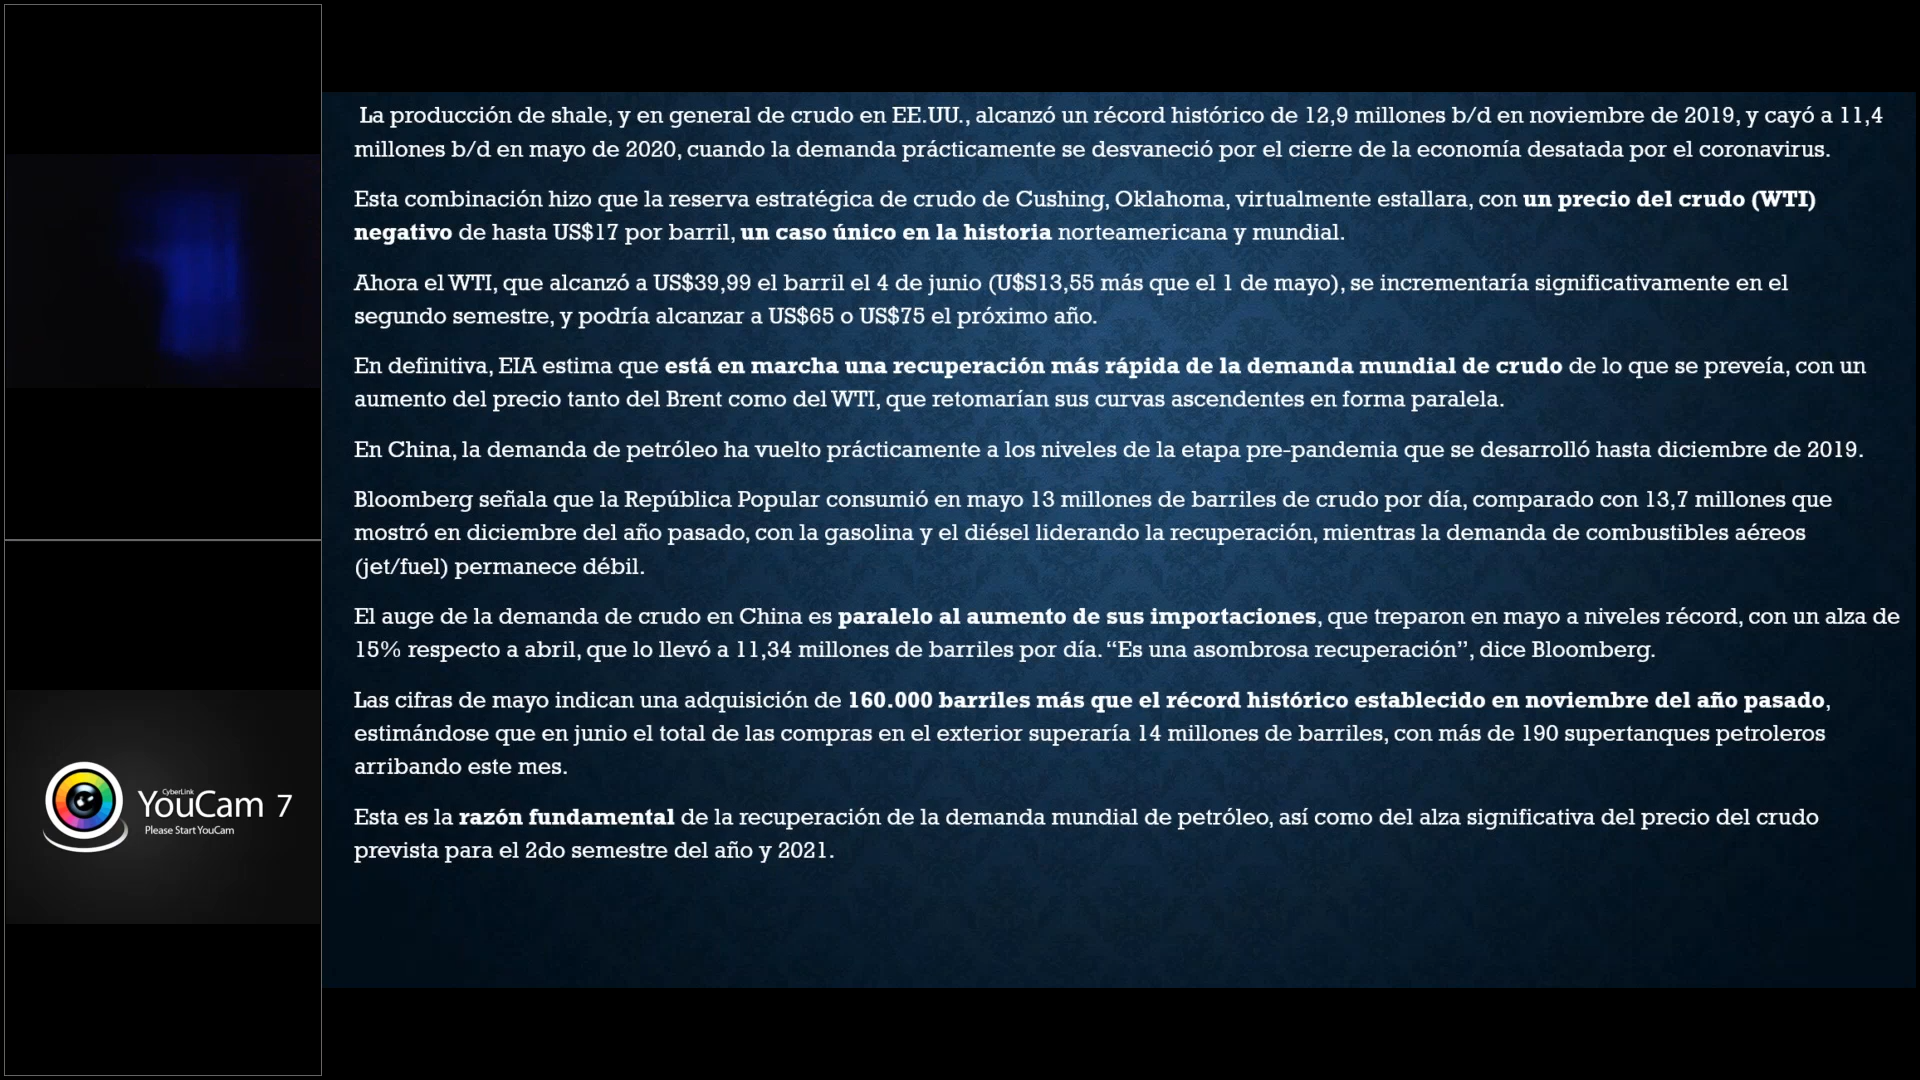 La producción de shale, y en general de crudo en EE.UU., alcanzó un récord histórico de 12,9 millones b/d en noviembre de 2019, y cayó a 11,4
millones b/d en mayo de 2020, cuando la demanda prácticamente se desvaneció por el cierre de la economía desatada por el coronavirus.
Esta combinación hizo que la reserva estratégica de crudo de Cushing, Oklahoma, virtualmente estallara, con un precio del crudo (WTI)
negativo de hasta US$17 por barril, un caso único en la historia norteamericana y mundial.
Ahora el WTI, que alcanzó a US$39,99 el barril el 4 de junio (U$S13,55 más que el 1 de mayo), se incrementaría significativamente en el
segundo semestre, y podría alcanzar a US$65 o US$75 el próximo año.
En definitiva, EIA estima que está en marcha una recuperación más rápida de la demanda mundial de crudo de lo que se preveía, con un
aumento del precio tanto del Brent como del WTI, que retomarían sus curvas ascendentes en forma paralela.
En China, la demanda de petróleo ha vuelto prácticamente a los niveles de la etapa pre-pandemia que se desarrolló hasta diciembre de 2019.
Bloomberg señala que la República Popular consumió en mayo 13 millones de barriles de crudo por día, comparado con 13,7 millones que
mostró en diciembre del año pasado, con la gasolina y el diésel liderando la recuperación, mientras la demanda de combustibles aéreos
(jet/fuel) permanece débil.
El auge de la demanda de crudo en China es paralelo al aumento de sus importaciones, que treparon en mayo a niveles récord, con un alza de
15% respecto a abril, que lo llevó a 11,34 millones de barriles por día. “Es una asombrosa recuperación”, dice Bloomberg.
Las cifras de mayo indican una adquisición de 160.000 barriles más que el récord histórico establecido en noviembre del año pasado,
estimándose que en junio el total de las compras en el exterior superaría 14 millones de barriles, con más de 190 supertanques petroleros
arribando este mes.
Esta es la razón fundamental de la recuperación de la demanda mundial de petróleo, así como del alza significativa del precio del crudo
prevista para el 2do semestre del año y 2021.
CyberLink
YouCam 7
Please Start YouCam